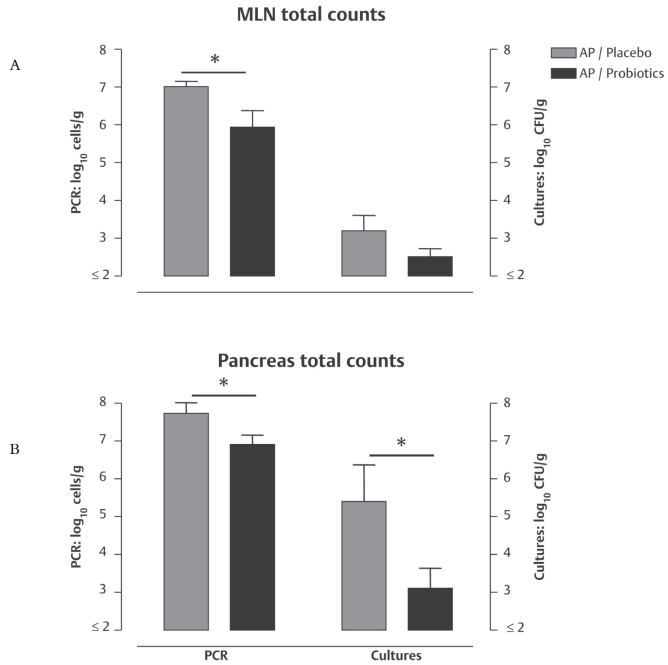 MLN total counts
A
AP / Placebo
AP / Probiotics
PCR: log10 cells/g
8
7
6
5
4
3
≤ 2
*
8
7
6
5
4
3
≤ 2
Cultures: log10 CFU/g
Pancreas total counts
B
PCR: log10 cells/g
8
7
6
5
4
3
≤ 2
*
*
8
7
6
5
4
3
≤ 2
Cultures: log10 CFU/g
PCR
Cultures